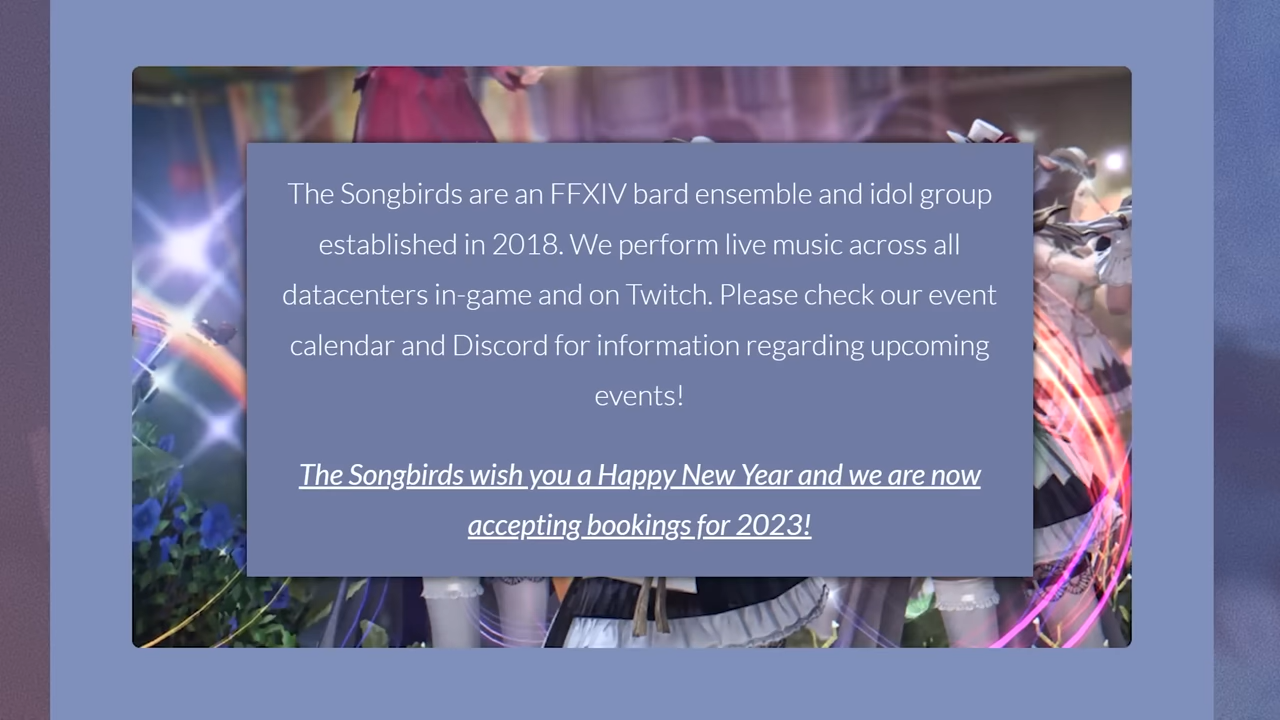 The Songbirds are an FFXIV bard ensemble and idol group
established in 2018. We perform live music across all
datacenters in-game and on Twitch. Please check our event
calendar and Discord for information regarding upcoming
events!
The Songbirds wish you a Happy New Year and we are now
accepting bookings for 2023!